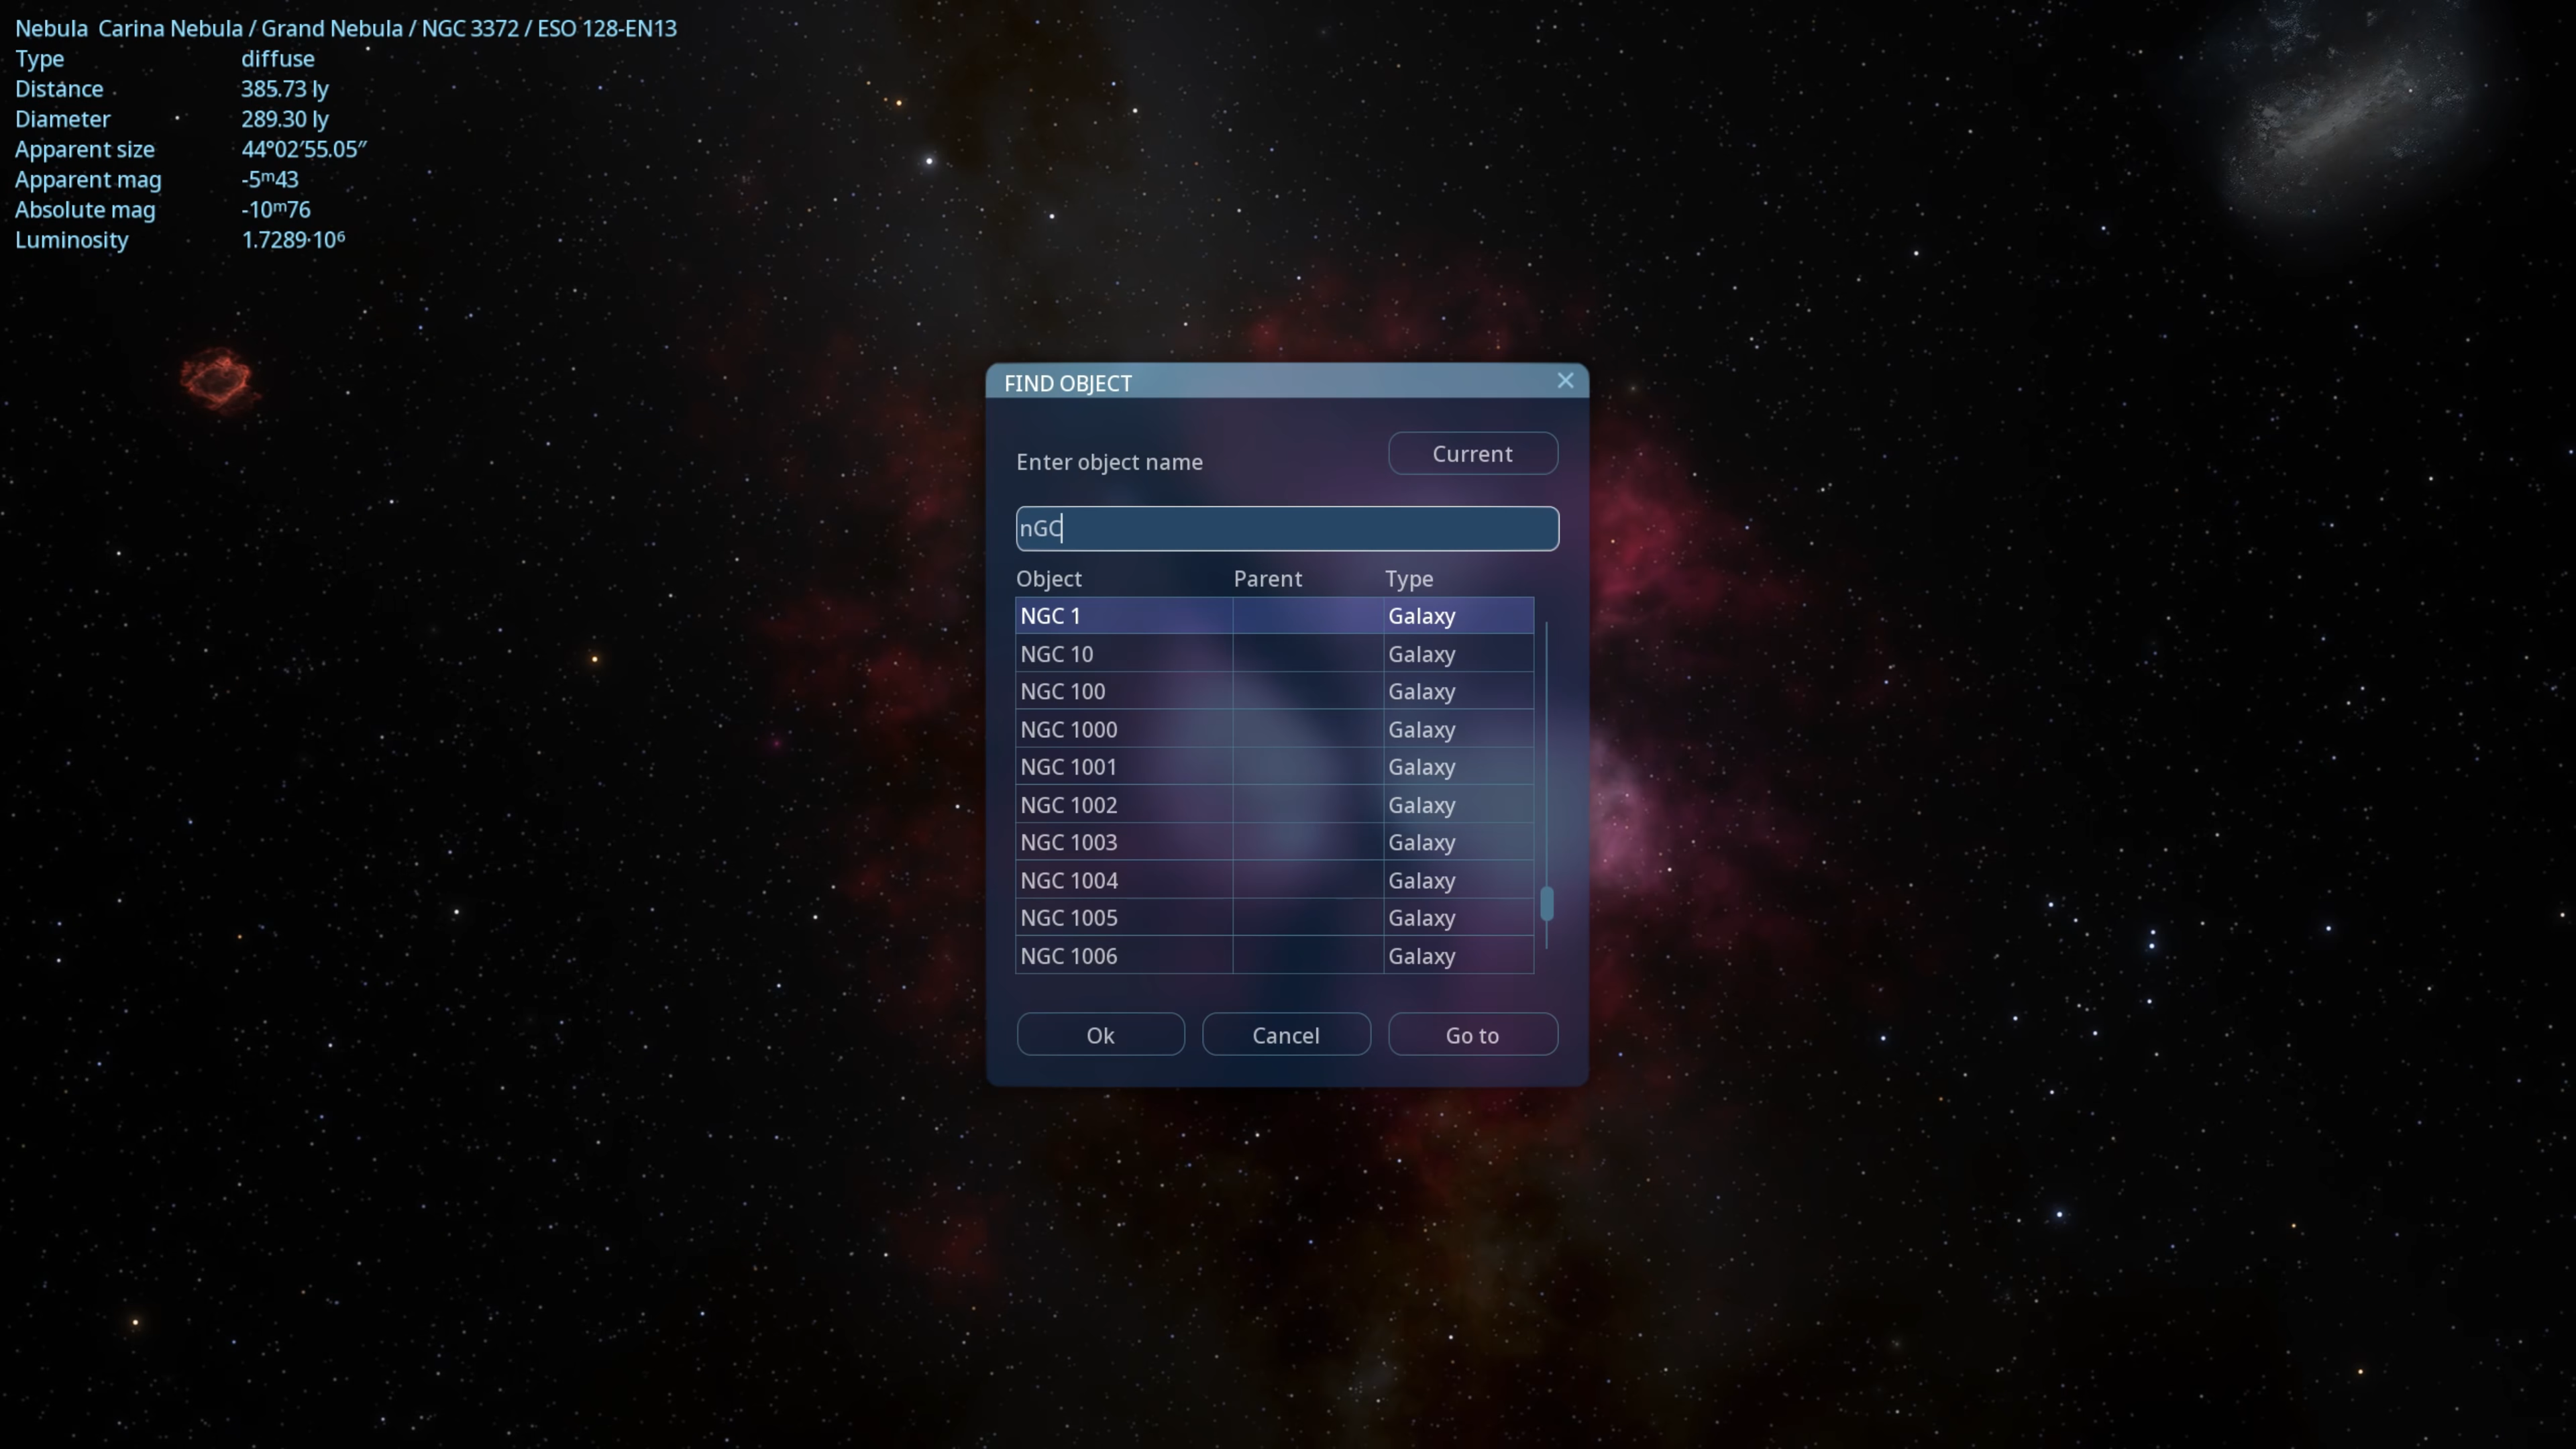 Nebula Carina Nebula / Grand Nebula / NGC 3372 / ESO 128-EN13
Type diffuse
Distance 385.73 ly
Diameter 289.30 ly
Apparent size 44°02′55.05″
Apparent mag -5ᵐ43
Absolute mag -10ᵐ76
Luminosity 1.7289·10⁶
FIND OBJECT
Enter object name
Current
nGC
Object Parent Type
NGC 1 Galaxy
NGC 10 Galaxy
NGC 100 Galaxy
NGC 1000 Galaxy
NGC 1001 Galaxy
NGC 1002 Galaxy
NGC 1003 Galaxy
NGC 1004 Galaxy
NGC 1005 Galaxy
NGC 1006 Galaxy
Ok Cancel Go to